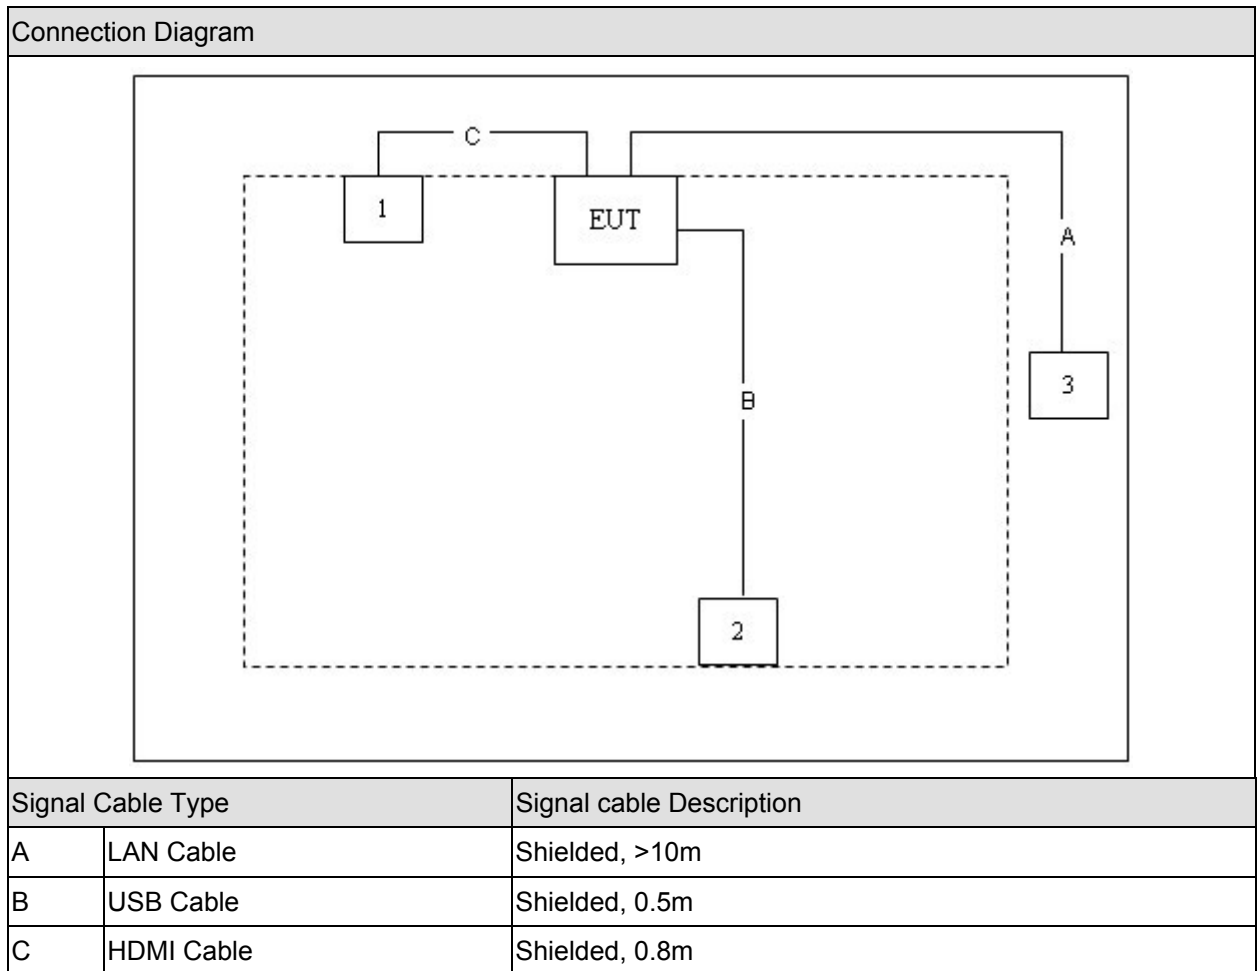 Connection Diagram
C
1
EUT
A
3
B
2
Signal Cable Type Signal cable Description
A LAN Cable Shielded, >10m
B USB Cable Shielded, 0.5m
C HDMI Cable Shielded, 0.8m